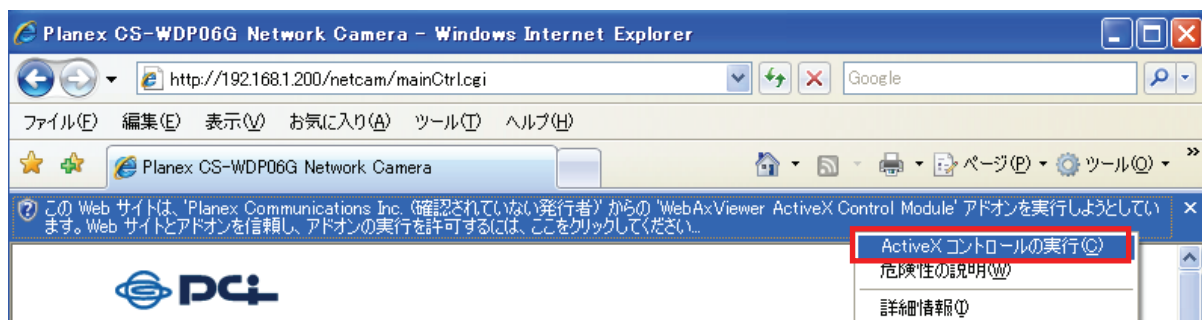 Planex CS-WDP06G Network Camera - Windows Internet Explorer
http://192.168.1.200/netcam/mainCtrl.cgi
Google
ファイル(F) 編集(E) 表示(V) お気に入り(A) ツール(T) ヘルプ(H)
Planex CS-WDP06G Network Camera
ページ(P) ツール(O) »
この Web サイトは、'Planex Communications Inc. (確認されていない発行者)' からの 'WebAxViewer ActiveX Control Module' アドオンを実行しようとしてい
ます。Web サイトとアドオンを信頼し、アドオンの実行を許可するには、ここをクリックしてください...
ActiveX コントロールの実行(C)
危険性の説明(W)
詳細情報(I)
PCi